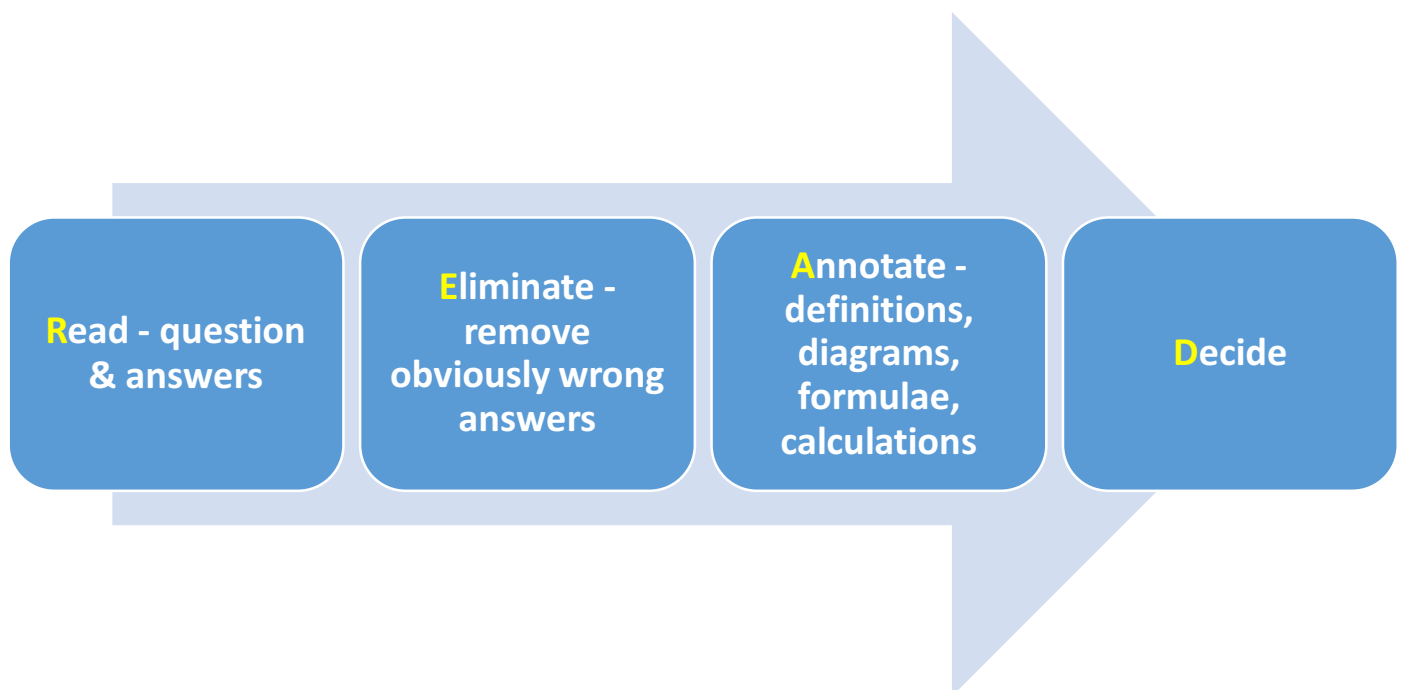 Read - question
& answers
Eliminate -
remove
obviously wrong
answers
Annotate -
definitions,
diagrams,
formulae,
calculations
Decide